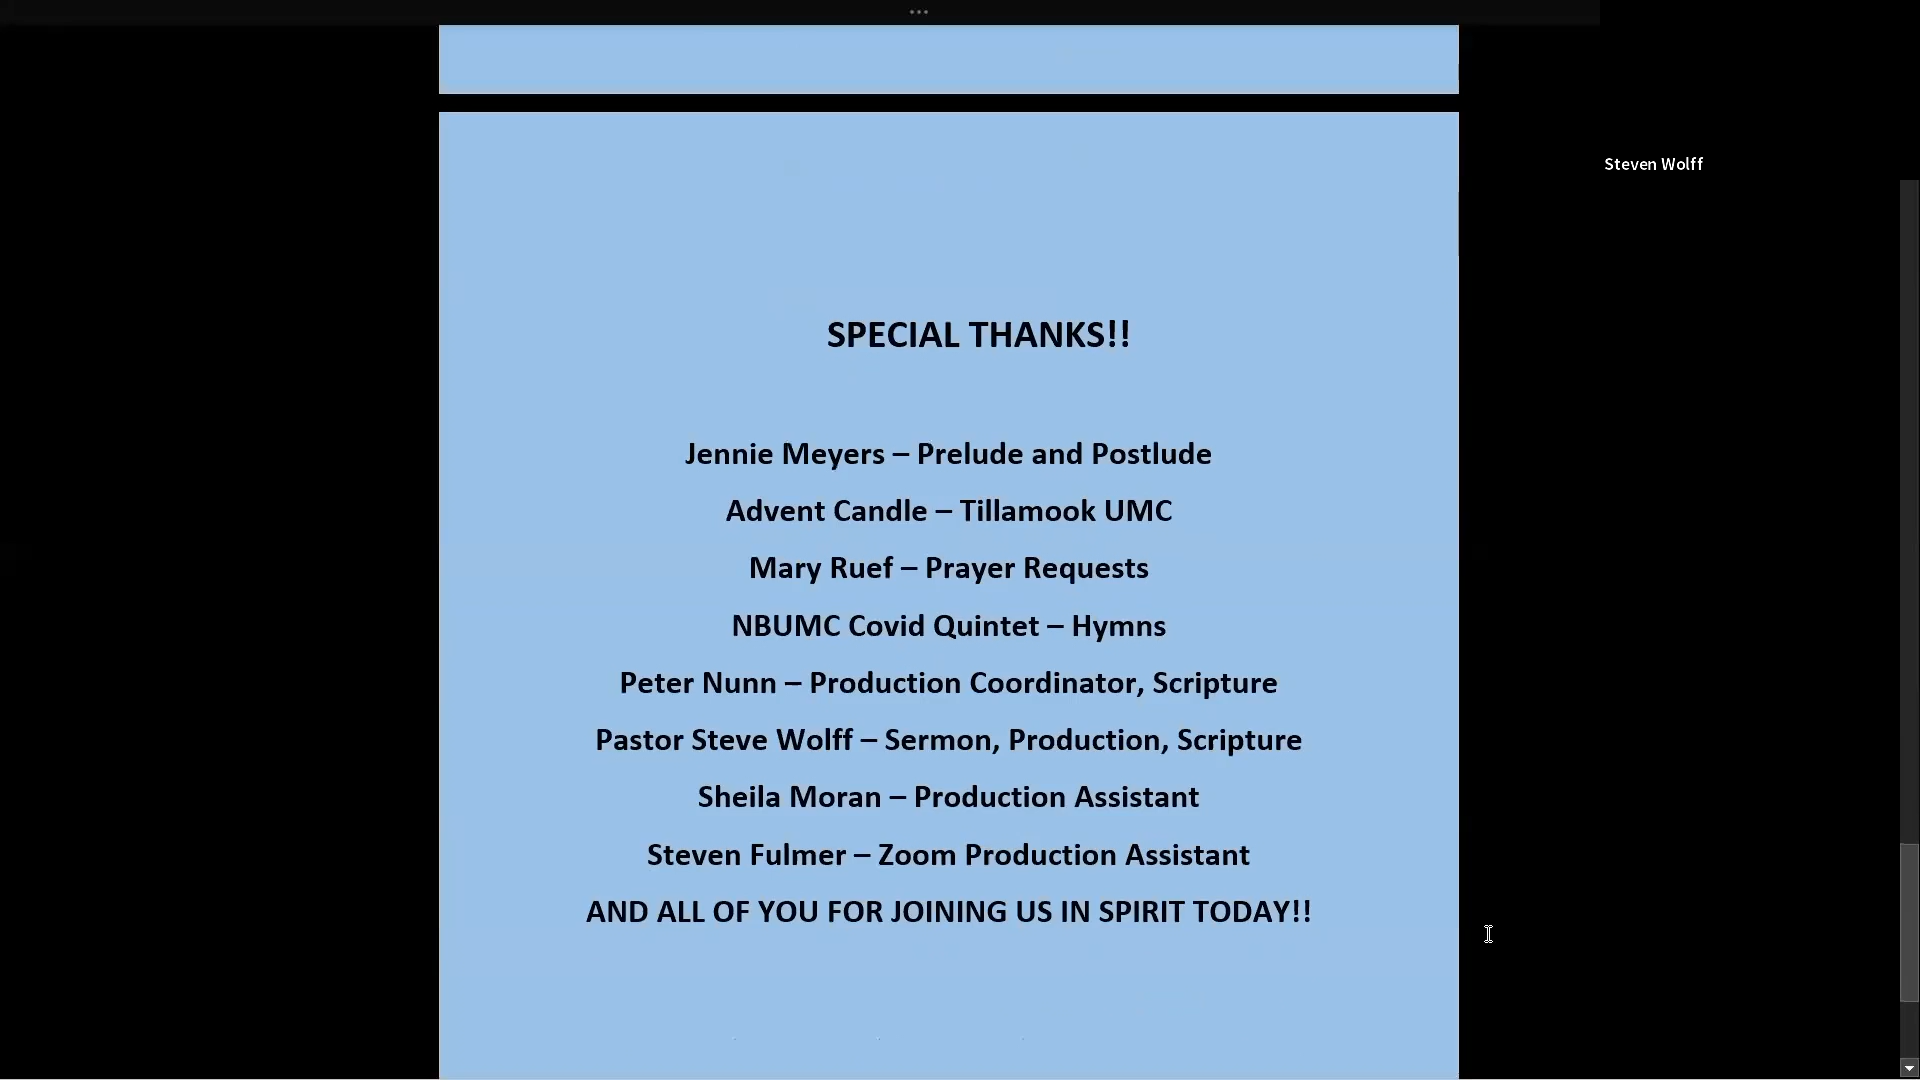 Steven Wolff
SPECIAL THANKS!!
Jennie Meyers – Prelude and Postlude
Advent Candle – Tillamook UMC
Mary Ruef – Prayer Requests
NBUMC Covid Quintet – Hymns
Peter Nunn – Production Coordinator, Scripture
Pastor Steve Wolff – Sermon, Production, Scripture
Sheila Moran – Production Assistant
Steven Fulmer – Zoom Production Assistant
AND ALL OF YOU FOR JOINING US IN SPIRIT TODAY!!